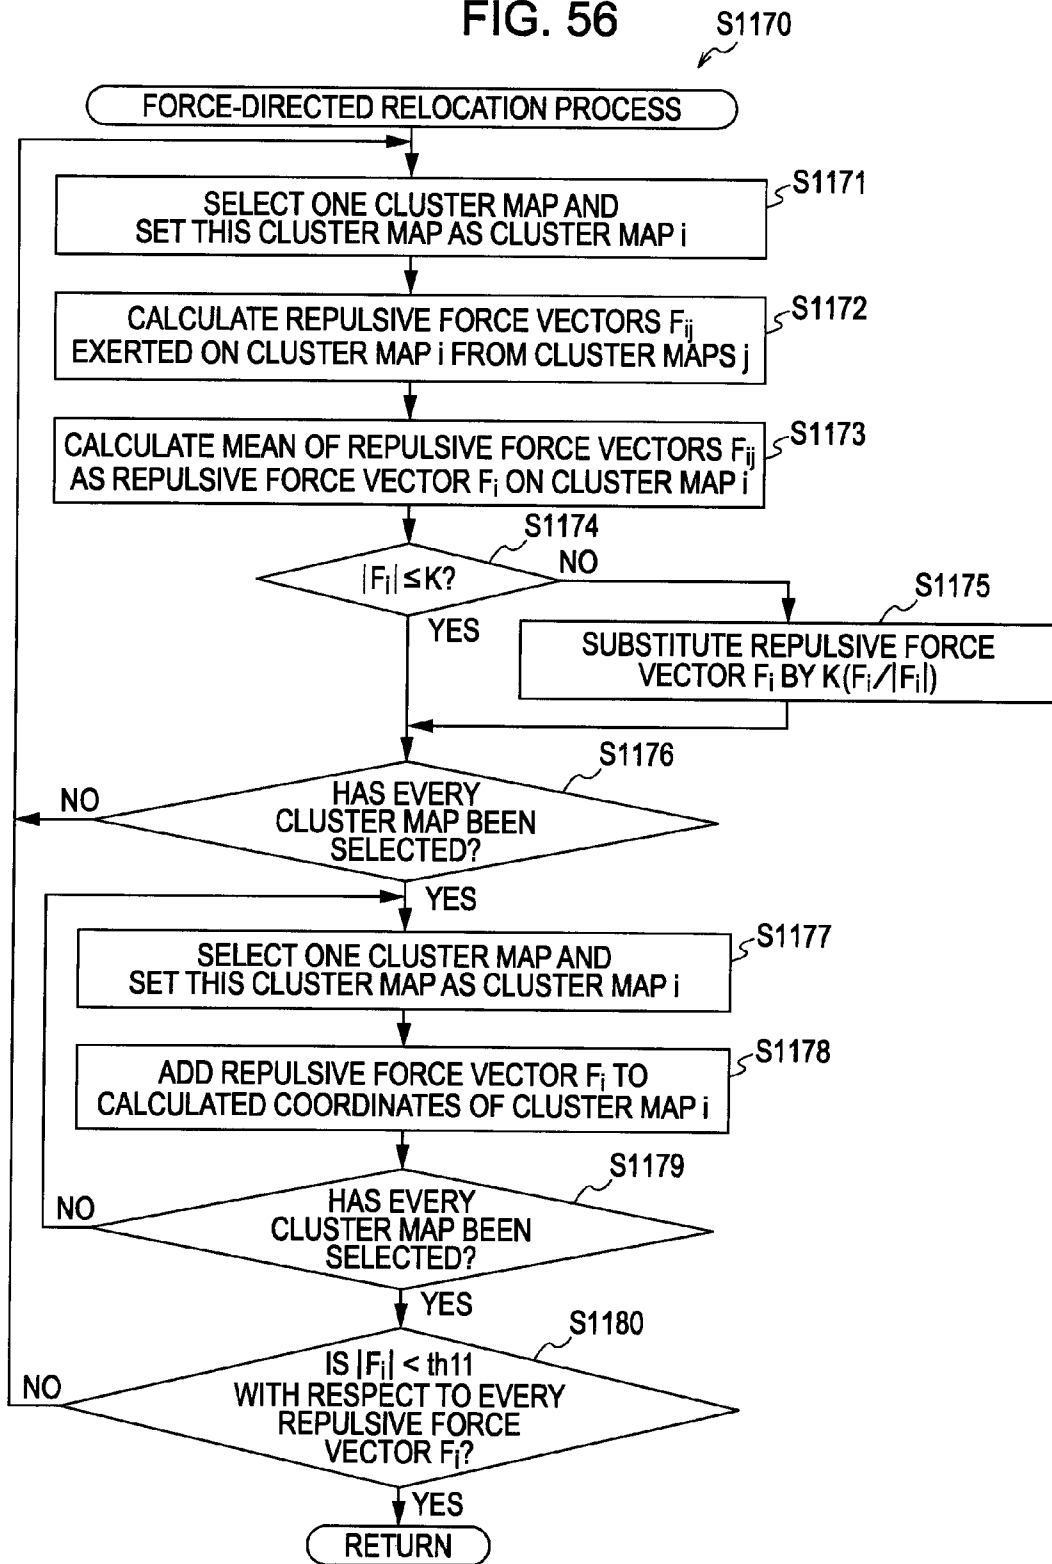 FIG. 56
S1170
FORCE-DIRECTED RELOCATION PROCESS
S1171
SELECT ONE CLUSTER MAP AND
SET THIS CLUSTER MAP AS CLUSTER MAP i
S1172
CALCULATE REPULSIVE FORCE VECTORS Fij
EXERTED ON CLUSTER MAP i FROM CLUSTER MAPS j
S1173
CALCULATE MEAN OF REPULSIVE FORCE VECTORS Fij
AS REPULSIVE FORCE VECTOR Fi ON CLUSTER MAP i
S1174
|Fi| ≤ K?
NO
YES
S1175
SUBSTITUTE REPULSIVE FORCE
VECTOR Fi BY K(Fi/|Fi|)
S1176
HAS EVERY
CLUSTER MAP BEEN
SELECTED?
NO
YES
S1177
SELECT ONE CLUSTER MAP AND
SET THIS CLUSTER MAP AS CLUSTER MAP i
S1178
ADD REPULSIVE FORCE VECTOR Fi TO
CALCULATED COORDINATES OF CLUSTER MAP i
S1179
HAS EVERY
CLUSTER MAP BEEN
SELECTED?
NO
YES
S1180
IS |Fi| < th11
WITH RESPECT TO EVERY
REPULSIVE FORCE
VECTOR Fi?
NO
YES
RETURN